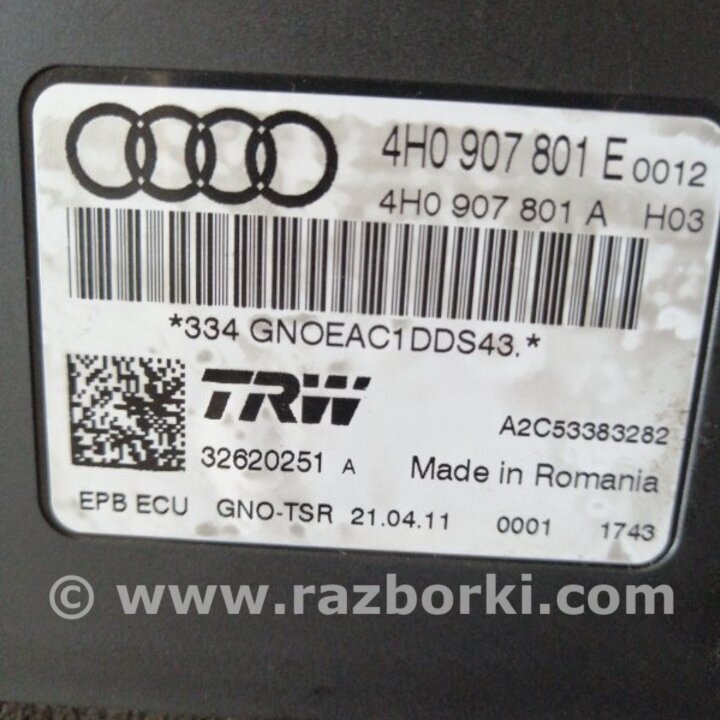 4H0 907 801 E 0012
4H0 907 801 A H03
*334 GNOEAC1DDS43.*
TRW
A2C53383282
32620251 A
Made in Romania
EPB ECU GNO-TSR 21.04.11 0001 1743
© www.razborki.com